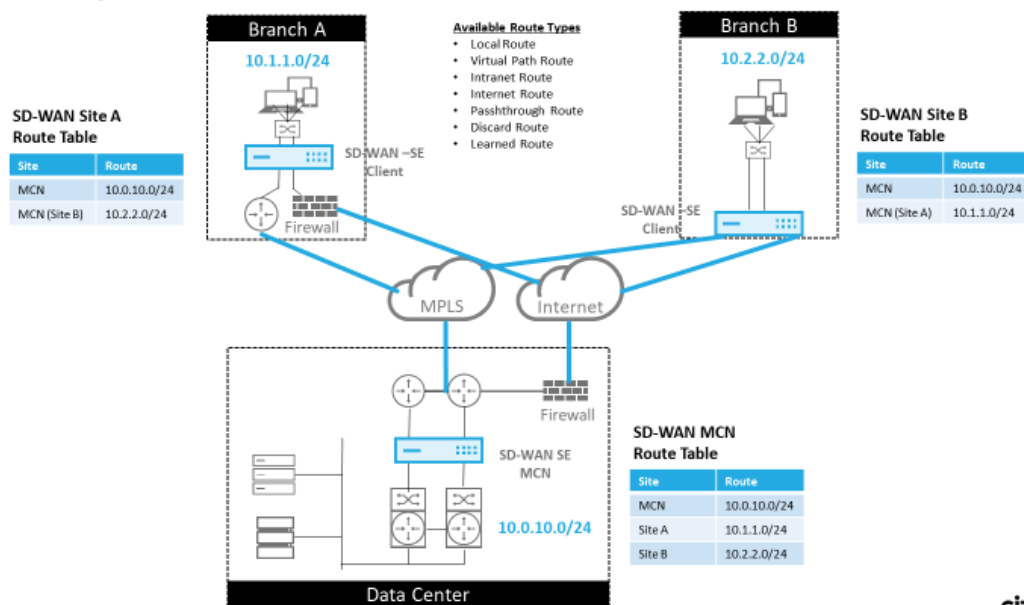 Branch A
10.1.1.0/24
SD-WAN –SE
Client
Firewall
Available Route Types
• Local Route
• Virtual Path Route
• Intranet Route
• Internet Route
• Passhthrough Route
• Discard Route
• Learned Route
Branch B
10.2.2.0/24
SD-WAN –SE
Client
SD-WAN Site A
Route Table
Site Route
MCN 10.0.10.0/24
MCN (Site B) 10.2.2.0/24
SD-WAN Site B
Route Table
Site Route
MCN 10.0.10.0/24
MCN (Site A) 10.1.1.0/24
MPLS
Internet
Firewall
SD-WAN SE
MCN
10.0.10.0/24
Data Center
SD-WAN MCN
Route Table
Site Route
MCN 10.0.10.0/24
Site A 10.1.1.0/24
Site B 10.2.2.0/24